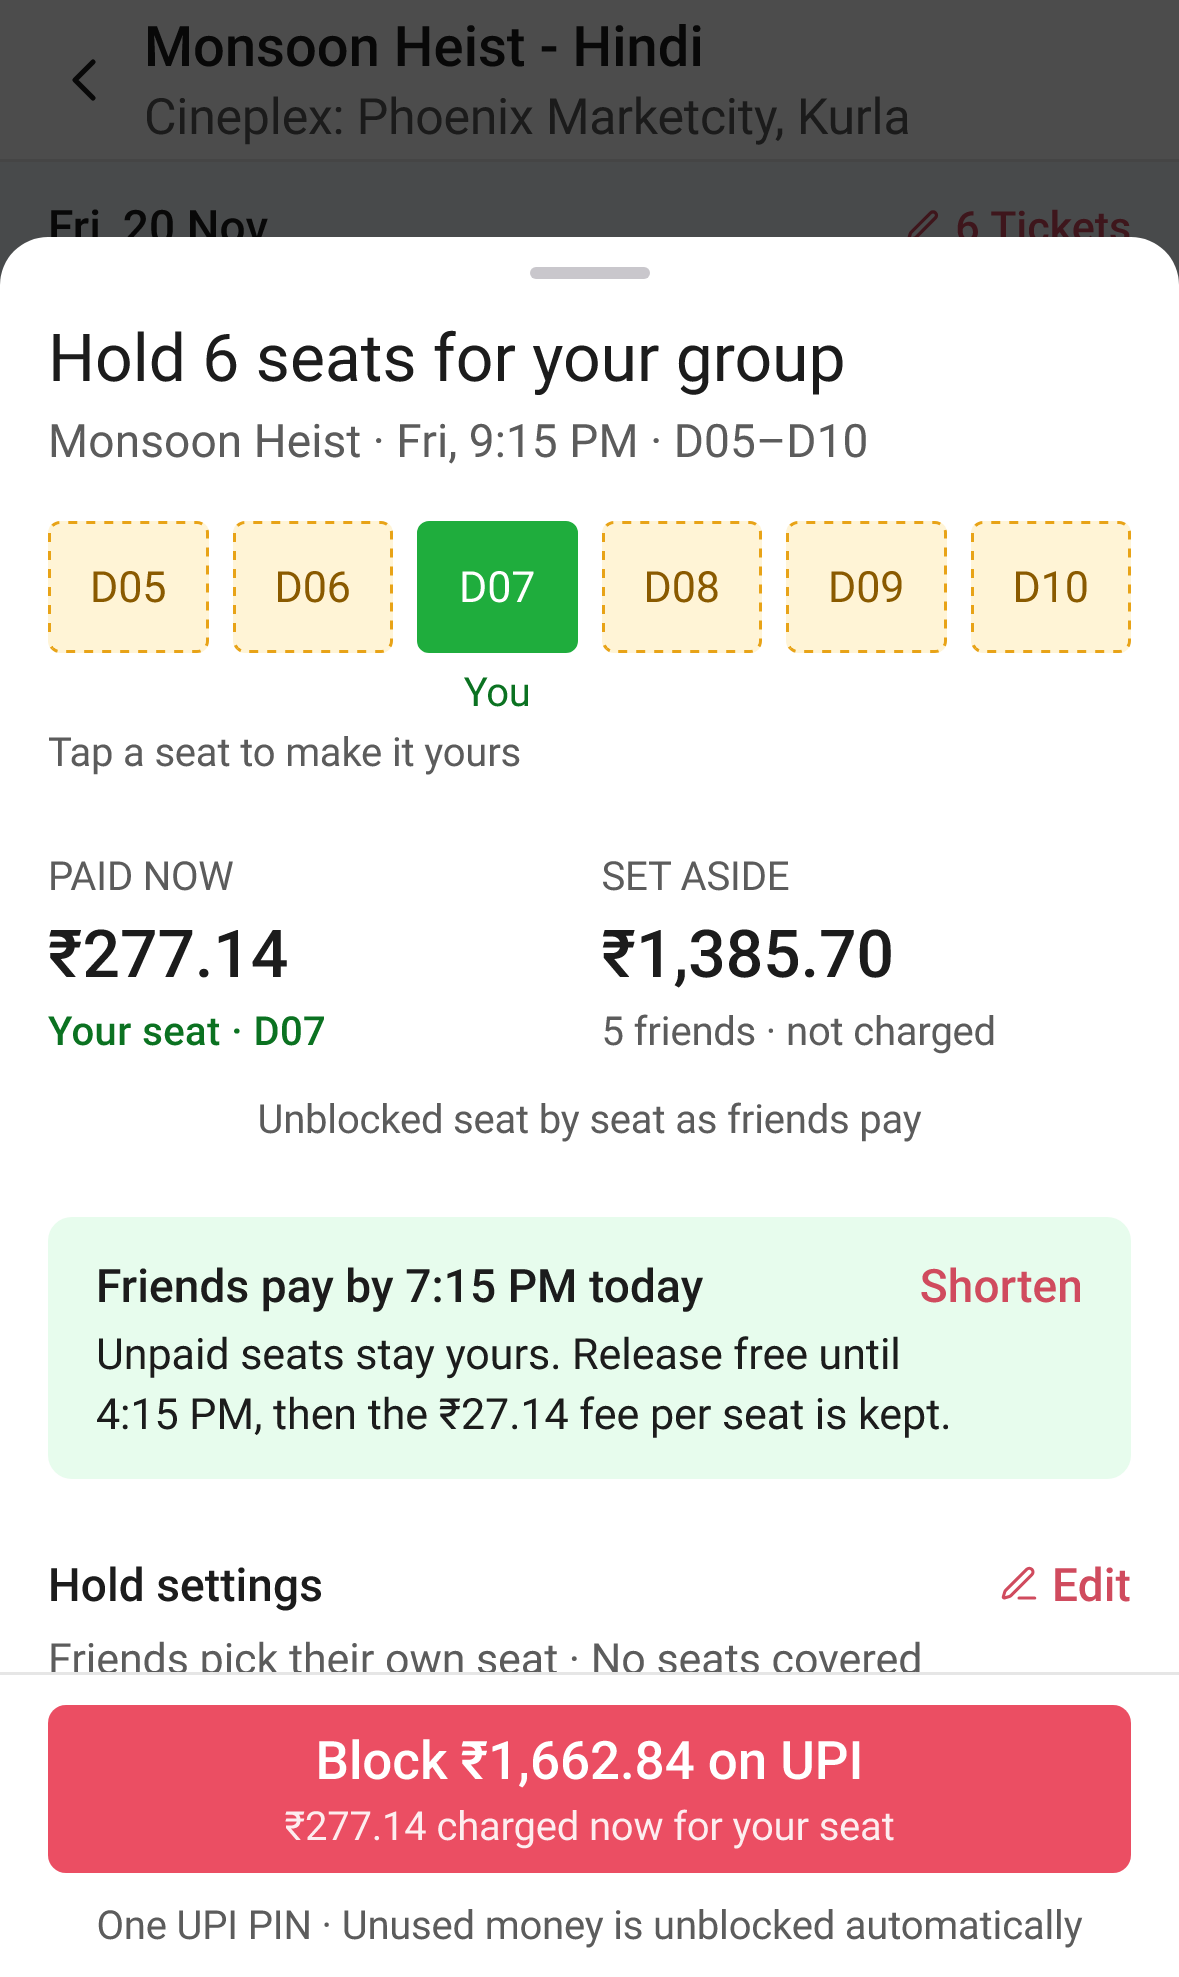 Monsoon Heist - Hindi
Cineplex: Phoenix Marketcity, Kurla
Fri, 20 Nov
6 Tickets
Hold 6 seats for your group
Monsoon Heist · Fri, 9:15 PM · D05–D10
D05 D06 D07 D08 D09 D10
You
Tap a seat to make it yours
PAID NOW
₹277.14
Your seat · D07
SET ASIDE
₹1,385.70
5 friends · not charged
Unblocked seat by seat as friends pay
Friends pay by 7:15 PM today
Shorten
Unpaid seats stay yours. Release free until
4:15 PM, then the ₹27.14 fee per seat is kept.
Hold settings
Edit
Friends pick their own seat · No seats covered
Block ₹1,662.84 on UPI
₹277.14 charged now for your seat
One UPI PIN · Unused money is unblocked automatically